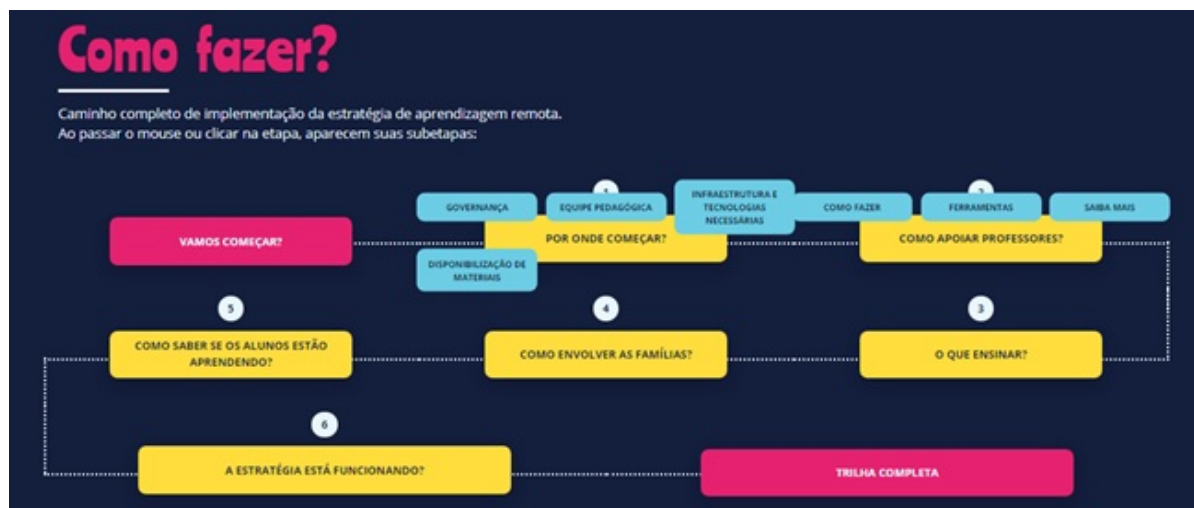 Como fazer?
Caminho completo de implementação da estratégia de aprendizagem remota.
Ao passar o mouse ou clicar na etapa, aparecem suas subetapas:
1
2
GOVERNANÇA
EQUIPE PEDAGÓGICA
INFRAESTRUTURA E
TECNOLOGIAS
NECESSÁRIAS
COMO FAZER
FERRAMENTAS
SAIBA MAIS
VAMOS COMEÇAR?
POR ONDE COMEÇAR?
COMO APOIAR PROFESSORES?
DISPONIBILIZAÇÃO DE
MATERIAIS
5
4
3
COMO SABER SE OS ALUNOS ESTÃO
APRENDENDO?
COMO ENVOLVER AS FAMÍLIAS?
O QUE ENSINAR?
6
A ESTRATÉGIA ESTÁ FUNCIONANDO?
TRILHA COMPLETA